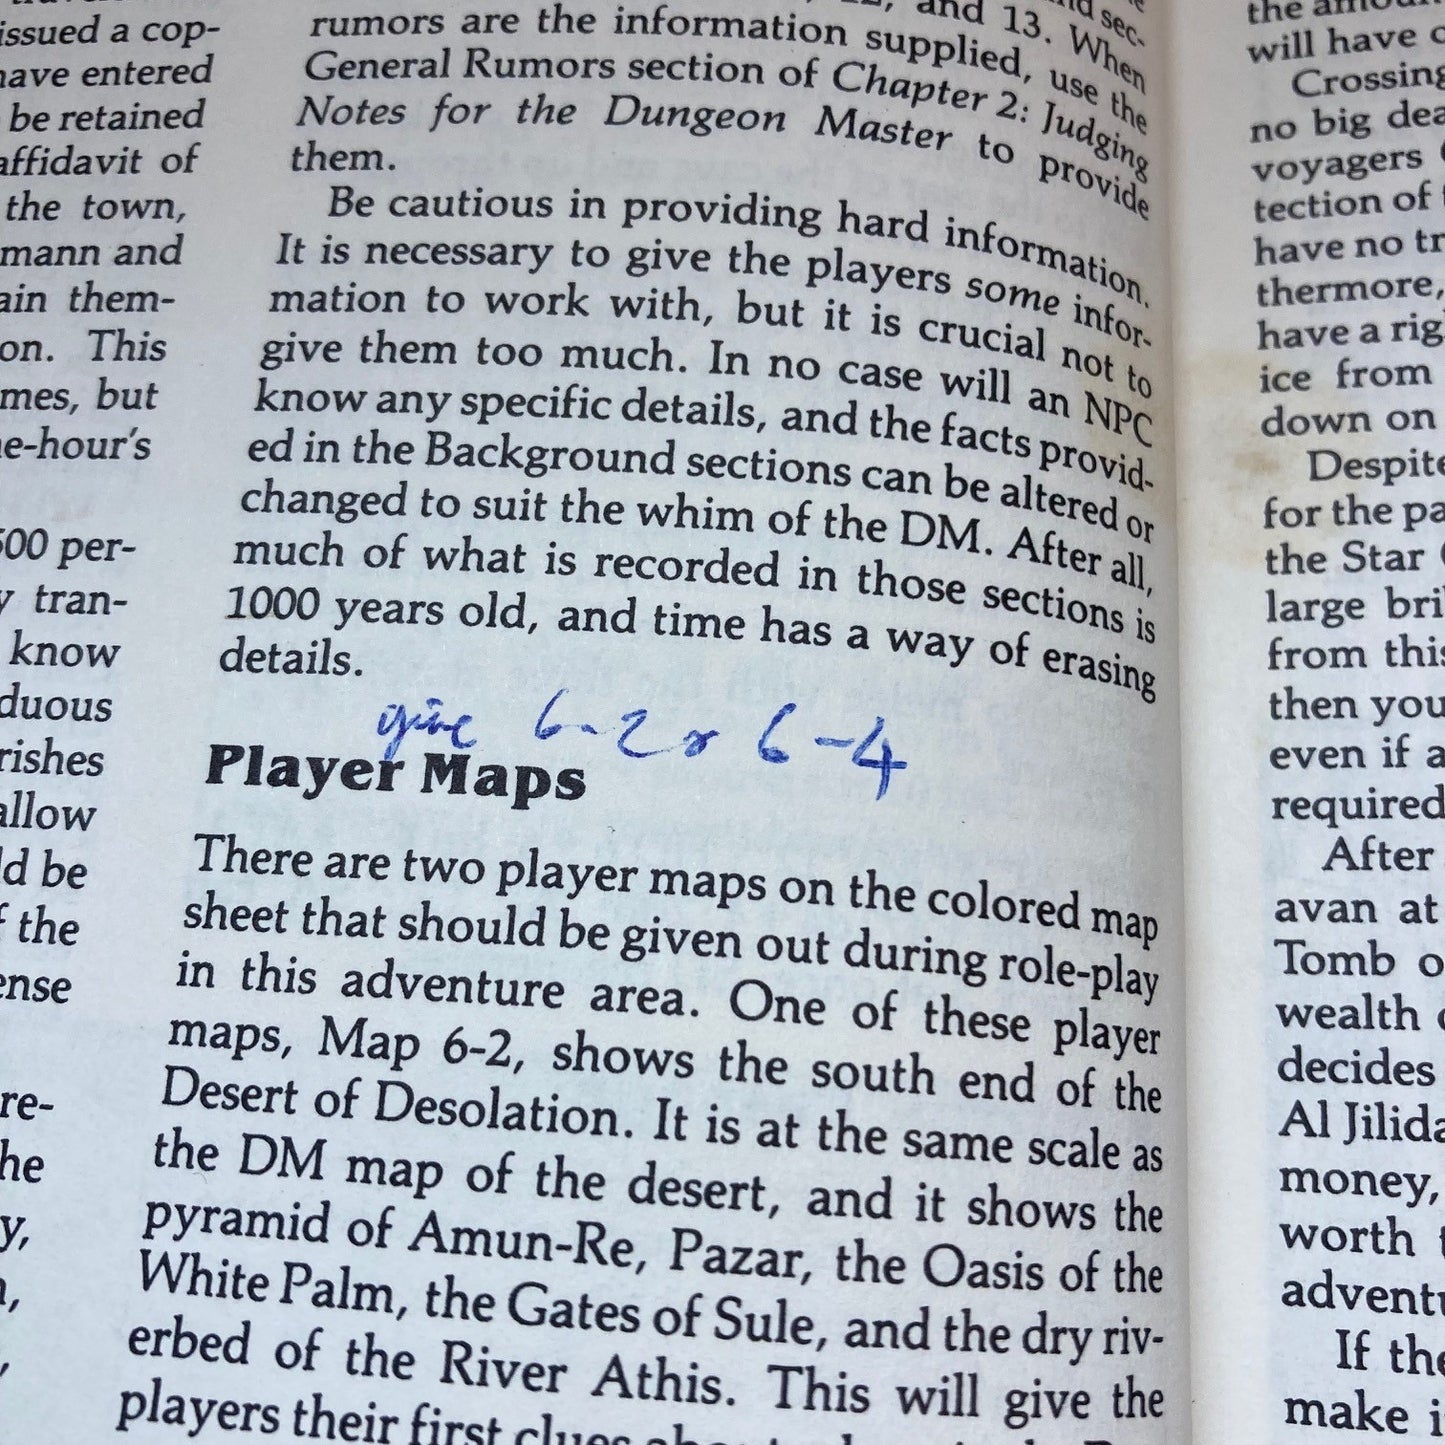 issued a cop-
have entered
be retained
affidavit of
the town,
mann and
ain them-
on. This
mes, but
e-hour's
500 per-
tran-
know
duous
rishes
allow
ld be
the
ense
re-
he
y,
and 13. When
sec-
rumors are the information supplied, use the
General Rumors section of Chapter 2: Judging
Notes for the Dungeon Master to provide
them.
Be cautious in providing hard information.
It is necessary to give the players some infor-
mation to work with, but it is crucial not to
give them too much. In no case will an NPC
know any specific details, and the facts provid-
ed in the Background sections can be altered or
changed to suit the whim of the DM. After all,
much of what is recorded in those sections is
1000 years old, and time has a way of erasing
details.
give 6-2 or 6-4
Player Maps
There are two player maps on the colored map
sheet that should be given out during role-play
in this adventure area. One of these player
maps, Map 6-2, shows the south end of the
Desert of Desolation. It is at the same scale as
the DM map of the desert, and it shows the
pyramid of Amun-Re, Pazar, the Oasis of the
White Palm, the Gates of Sule, and the dry riv-
erbed of the River Athis. This will give the
players their first clues
the
will have
Crossing
no big dea
voyagers
tection of
have no tr
thermore,
have a rig
ice from
down on
Despite
for the pa
the Star
large bri
from this
then you
even if a
required
After
avan at
Tomb o
wealth
decides
Al Jilida
money,
worth
adventu
If the
make i